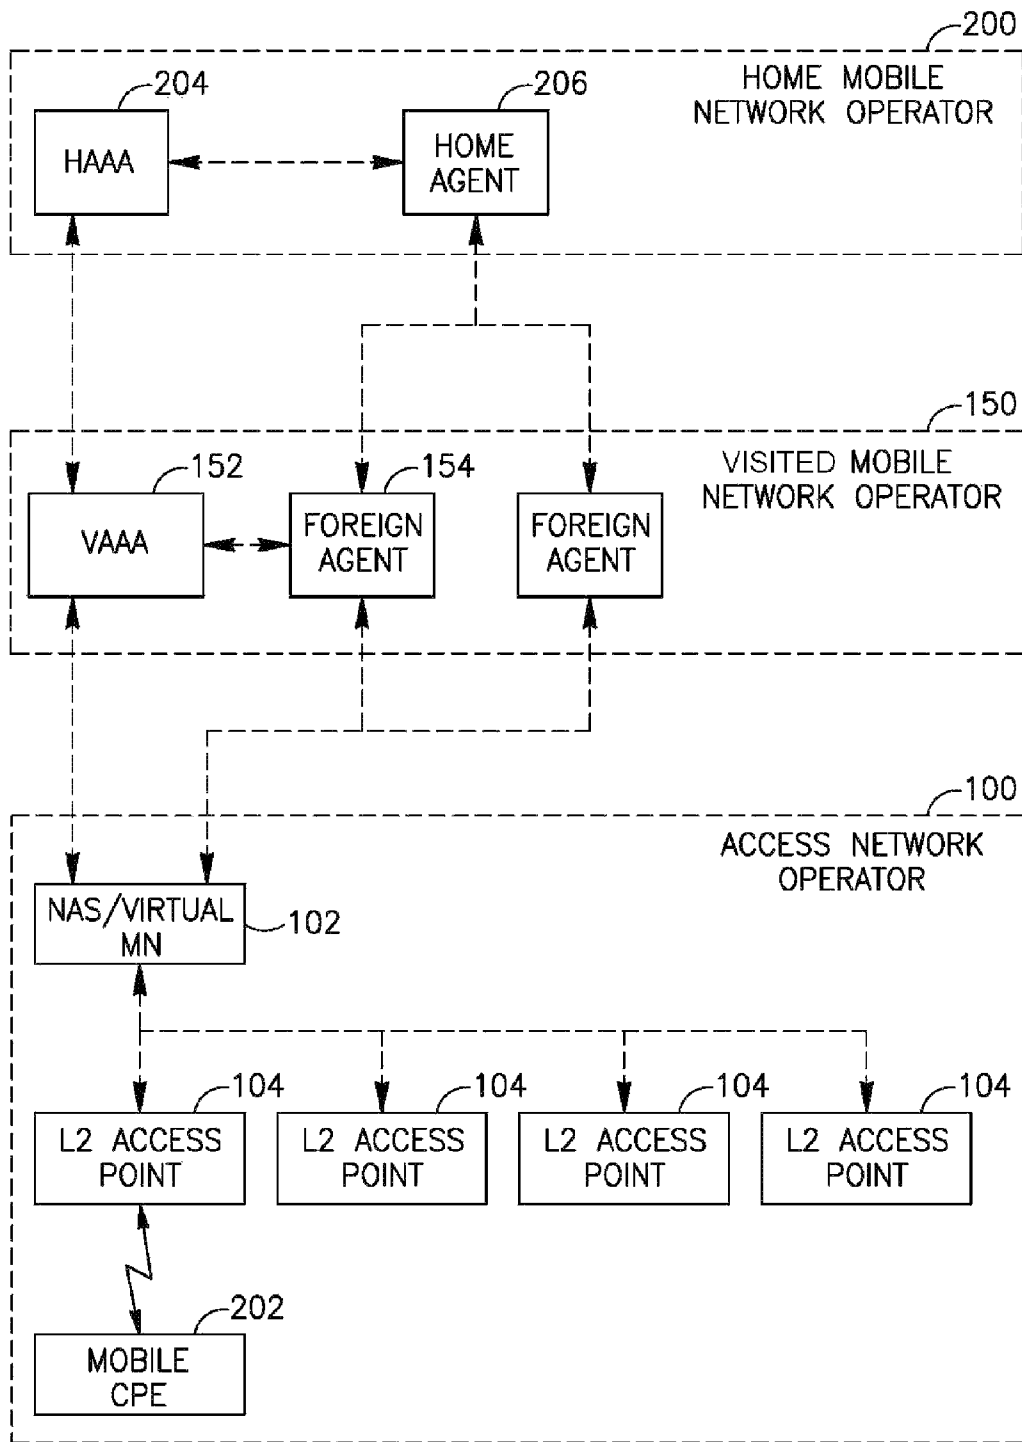 200
HOME MOBILE
NETWORK OPERATOR
204
206
HAAA
HOME
AGENT
150
VISITED MOBILE
NETWORK OPERATOR
152
154
VAAA
FOREIGN
AGENT
FOREIGN
AGENT
100
ACCESS NETWORK
OPERATOR
NAS/VIRTUAL
MN
102
104
104
104
104
L2 ACCESS
POINT
L2 ACCESS
POINT
L2 ACCESS
POINT
L2 ACCESS
POINT
202
MOBILE
CPE